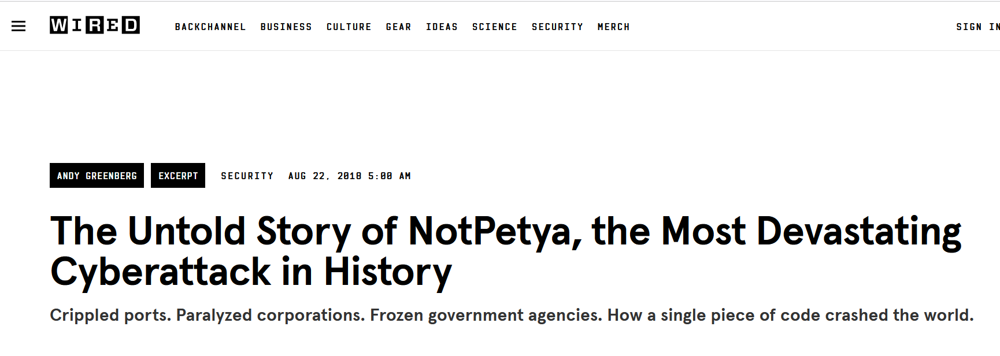 WIRED BACKCHANNEL BUSINESS CULTURE GEAR IDEAS SCIENCE SECURITY MERCH SIGN IN
ANDY GREENBERG EXCERPT SECURITY AUG 22, 2018 5:00 AM
The Untold Story of NotPetya, the Most Devastating
Cyberattack in History
Crippled ports. Paralyzed corporations. Frozen government agencies. How a single piece of code crashed the world.